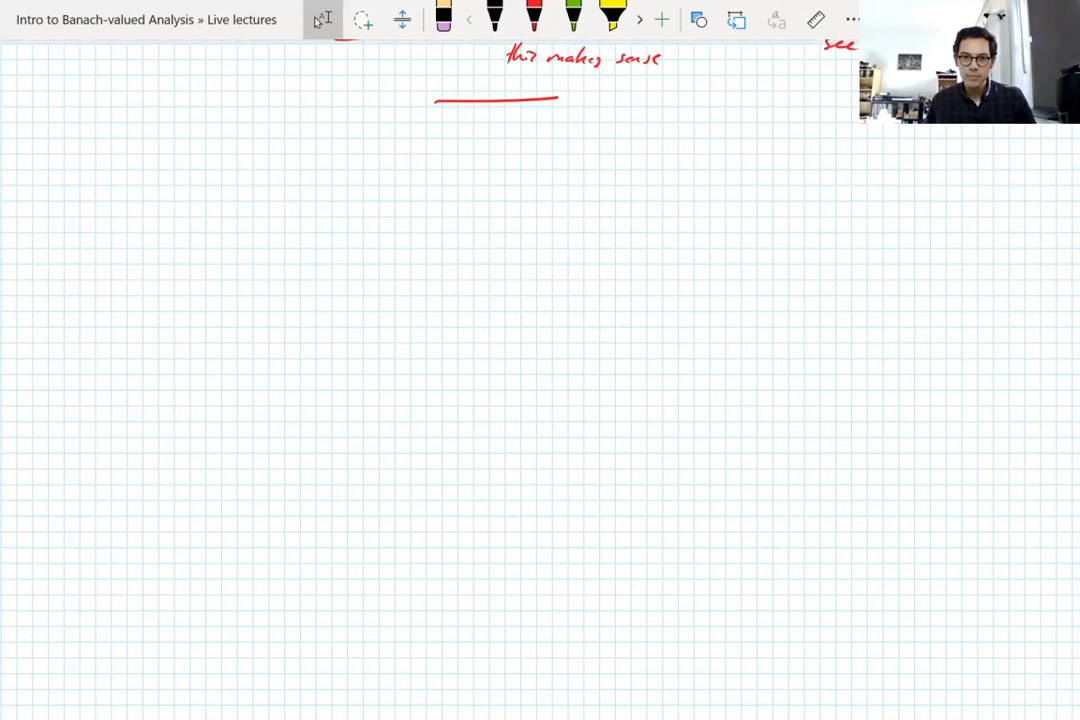 Intro to Banach-valued Analysis » Live lectures
see
this makes sense